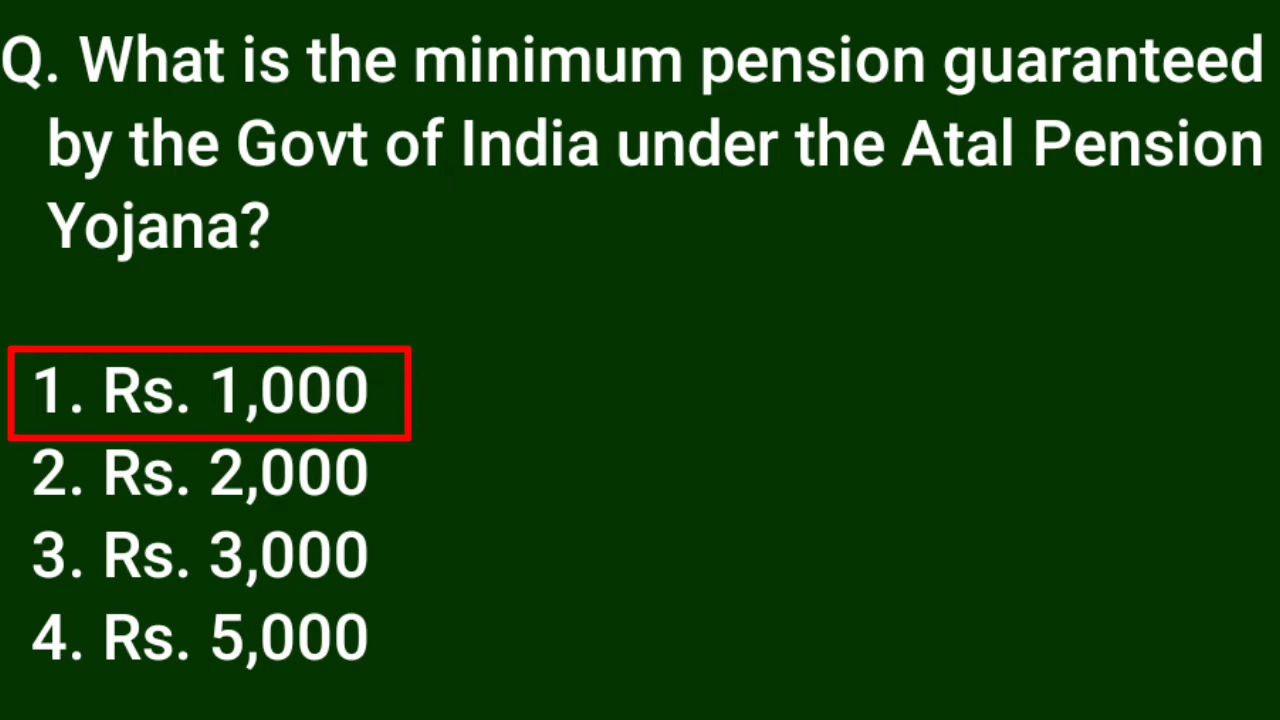 Q. What is the minimum pension guaranteed
by the Govt of India under the Atal Pension
Yojana?
1. Rs. 1,000
2. Rs. 2,000
3. Rs. 3,000
4. Rs. 5,000